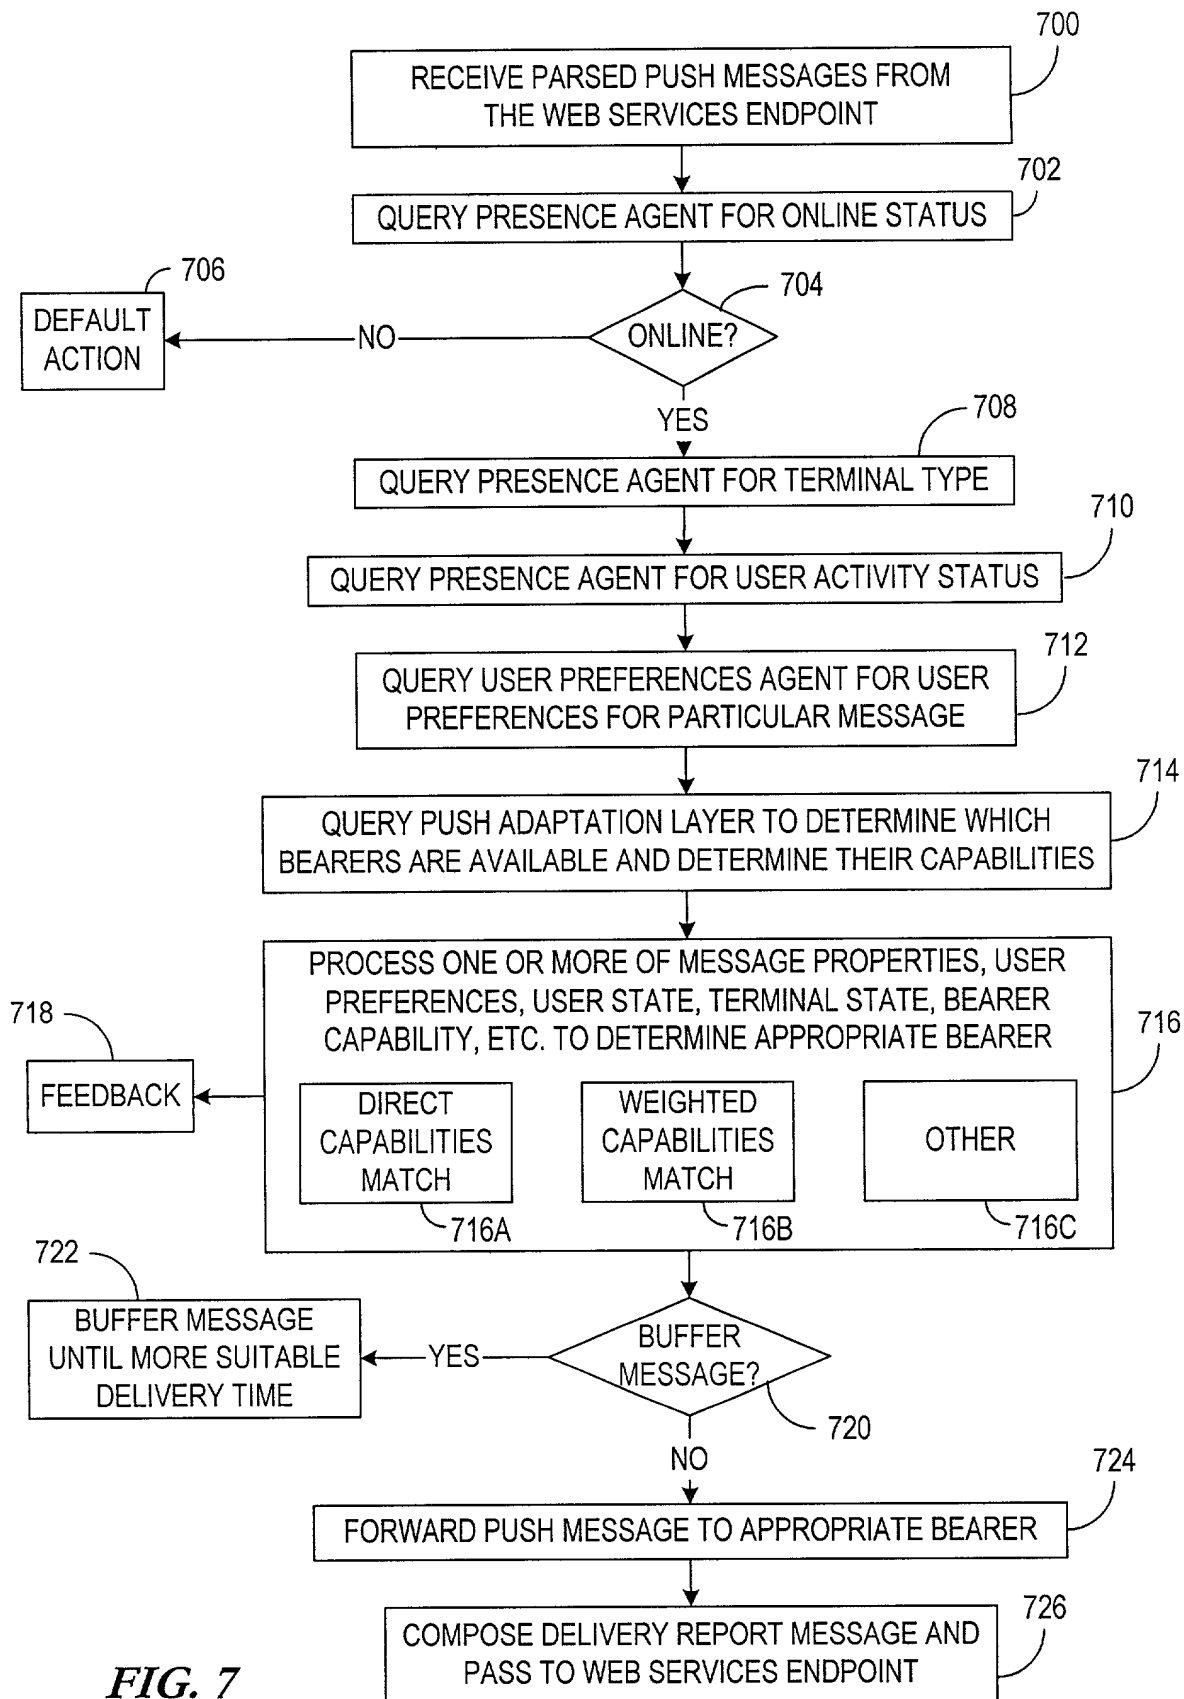 700
RECEIVE PARSED PUSH MESSAGES FROM
THE WEB SERVICES ENDPOINT
702
QUERY PRESENCE AGENT FOR ONLINE STATUS
706
704
DEFAULT
ACTION
NO
ONLINE?
YES
708
QUERY PRESENCE AGENT FOR TERMINAL TYPE
710
QUERY PRESENCE AGENT FOR USER ACTIVITY STATUS
712
QUERY USER PREFERENCES AGENT FOR USER
PREFERENCES FOR PARTICULAR MESSAGE
714
QUERY PUSH ADAPTATION LAYER TO DETERMINE WHICH
BEARERS ARE AVAILABLE AND DETERMINE THEIR CAPABILITIES
PROCESS ONE OR MORE OF MESSAGE PROPERTIES, USER
PREFERENCES, USER STATE, TERMINAL STATE, BEARER
CAPABILITY, ETC. TO DETERMINE APPROPRIATE BEARER
716
718
FEEDBACK
DIRECT
CAPABILITIES
MATCH
716A
WEIGHTED
CAPABILITIES
MATCH
716B
OTHER
716C
722
BUFFER MESSAGE
UNTIL MORE SUITABLE
DELIVERY TIME
YES
BUFFER
MESSAGE?
720
NO
724
FORWARD PUSH MESSAGE TO APPROPRIATE BEARER
726
COMPOSE DELIVERY REPORT MESSAGE AND
PASS TO WEB SERVICES ENDPOINT
FIG. 7